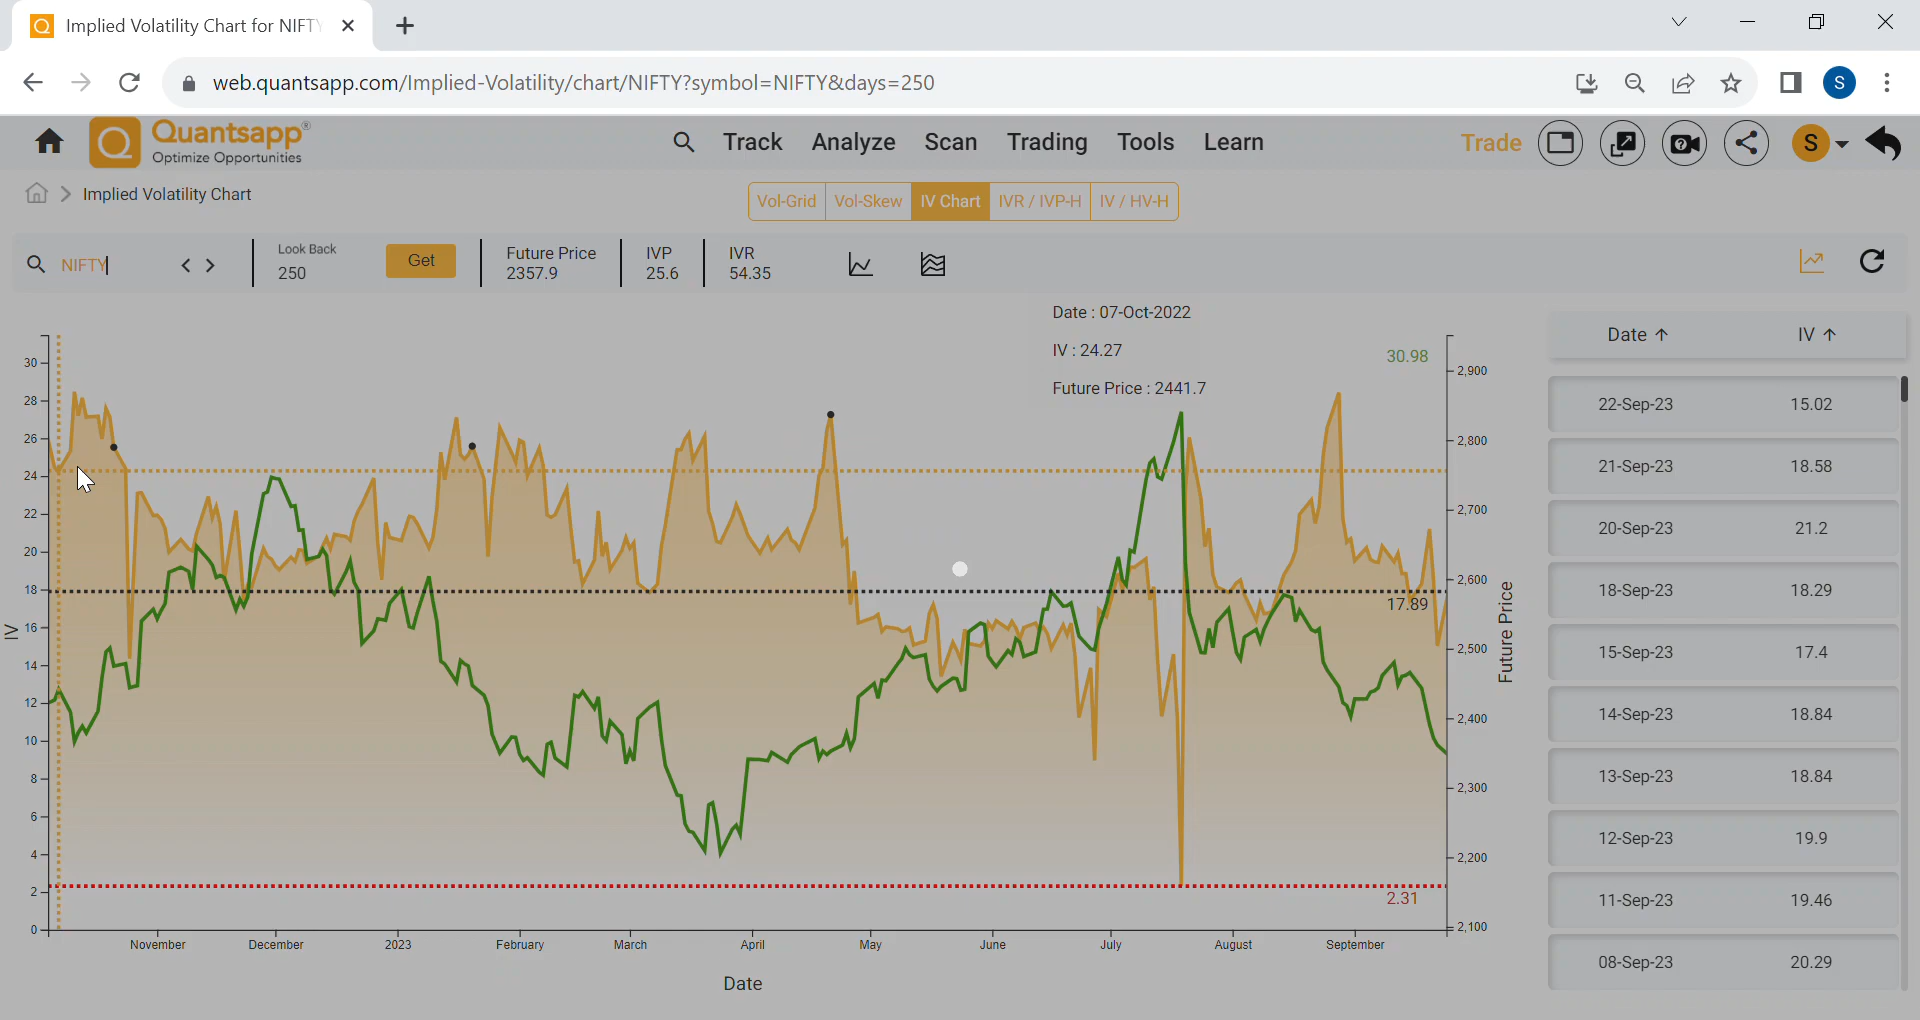 Implied Volatility Chart for NIFTY
web.quantsapp.com/Implied-Volatility/chart/NIFTY?symbol=NIFTY&days=250
S
Quantsapp®
Optimize Opportunities
Track Analyze Scan Trading Tools Learn
Trade
S
Implied Volatility Chart
Vol-Grid Vol-Skew IV Chart IVR / IVP-H IV / HV-H
NIFTY
Look Back
250
Get
Future Price
2357.9
IVP
25.6
IVR
54.35
Date : 07-Oct-2022
IV : 24.27
Future Price : 2441.7
30.98
17.89
2.31
IV
30
28
26
24
22
20
18
16
14
12
10
8
6
4
2
0
2,900
2,800
2,700
2,600
2,500
2,400
2,300
2,200
2,100
Future Price
November December 2023 February March April May June July August September
Date
Date IV
22-Sep-23 15.02
21-Sep-23 18.58
20-Sep-23 21.2
18-Sep-23 18.29
15-Sep-23 17.4
14-Sep-23 18.84
13-Sep-23 18.84
12-Sep-23 19.9
11-Sep-23 19.46
08-Sep-23 20.29